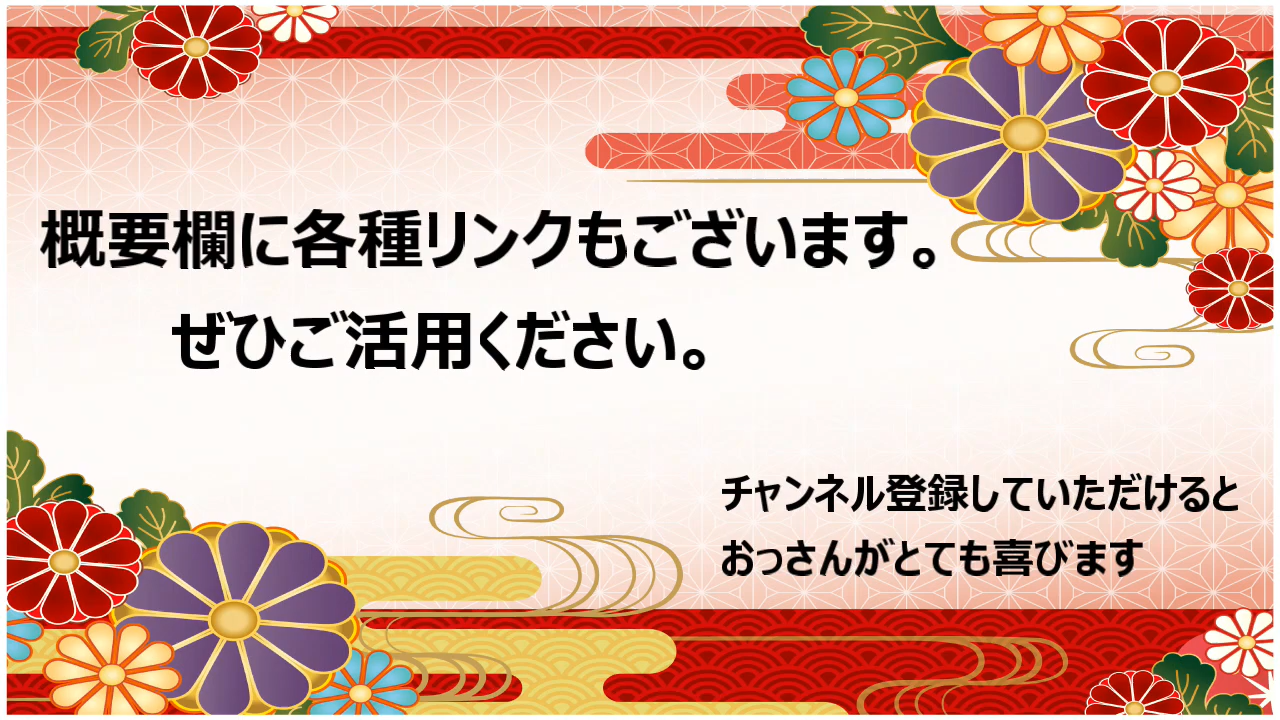 概要欄に各種リンクもございます。
ぜひご活用ください。
チャンネル登録していただけると
おっさんがとても喜びます